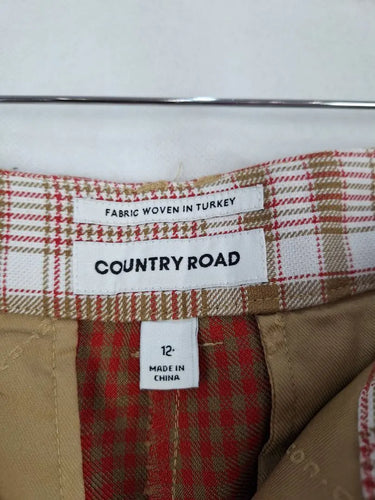 FABRIC WOVEN IN TURKEY
COUNTRY ROAD
12
MADE IN
CHINA